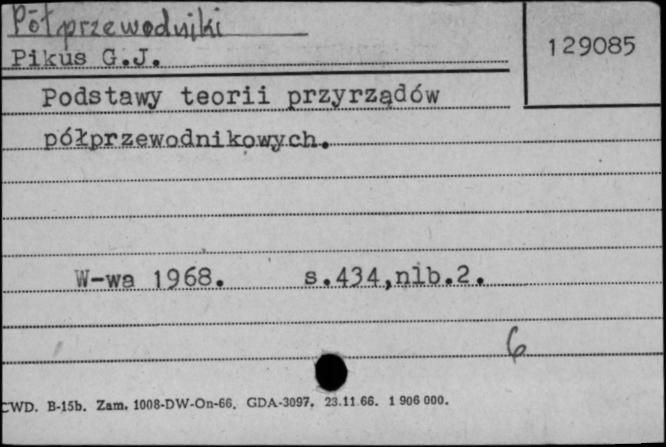 Półprzewodniki
129085
Pikus G.J.
Podstawy teorii przyrządów
półprzewodnikowych.
W-wa 1968. s.434,nlb.2.
6
CWD. B-15b. Zam. 1008-DW-On-66. GDA-3097. 23.11.66. 1 906 000.